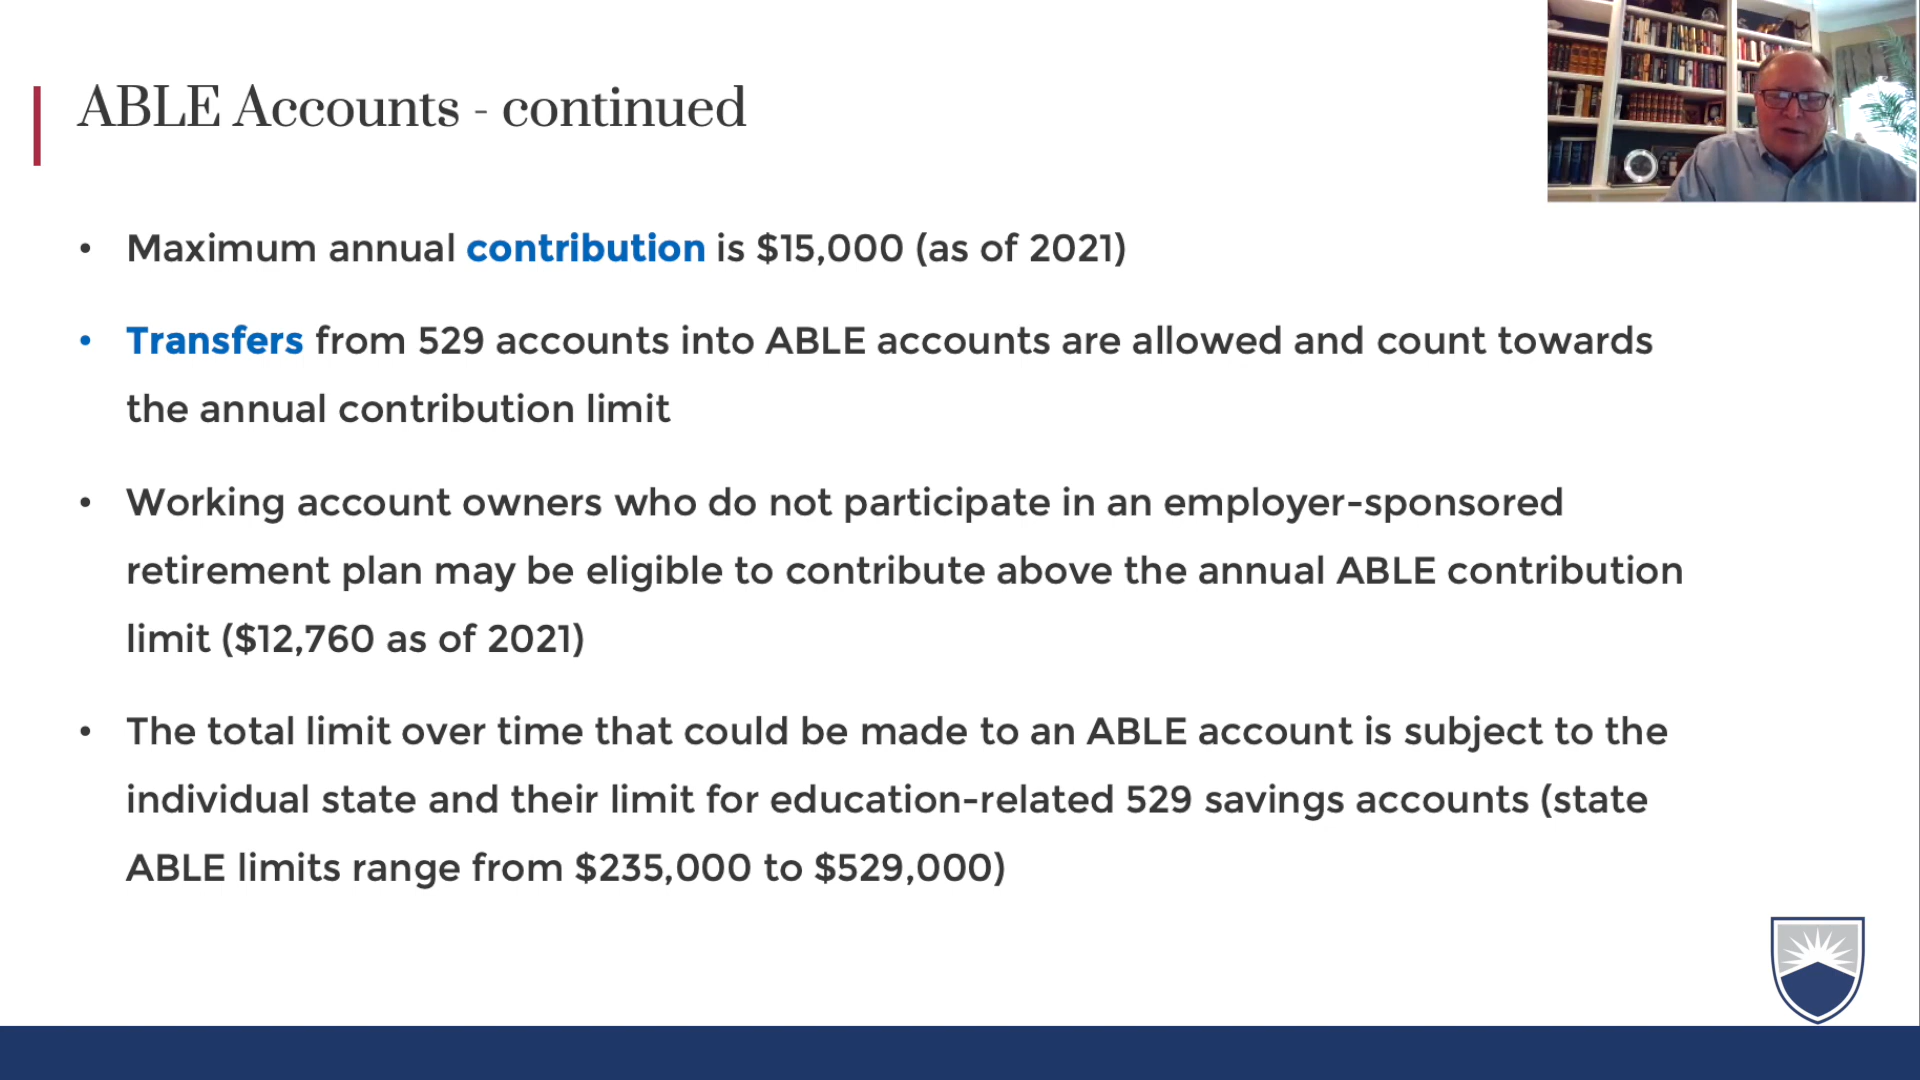 ABLE Accounts - continued
• Maximum annual contribution is $15,000 (as of 2021)
• Transfers from 529 accounts into ABLE accounts are allowed and count towards
the annual contribution limit
• Working account owners who do not participate in an employer-sponsored
retirement plan may be eligible to contribute above the annual ABLE contribution
limit ($12,760 as of 2021)
• The total limit over time that could be made to an ABLE account is subject to the
individual state and their limit for education-related 529 savings accounts (state
ABLE limits range from $235,000 to $529,000)